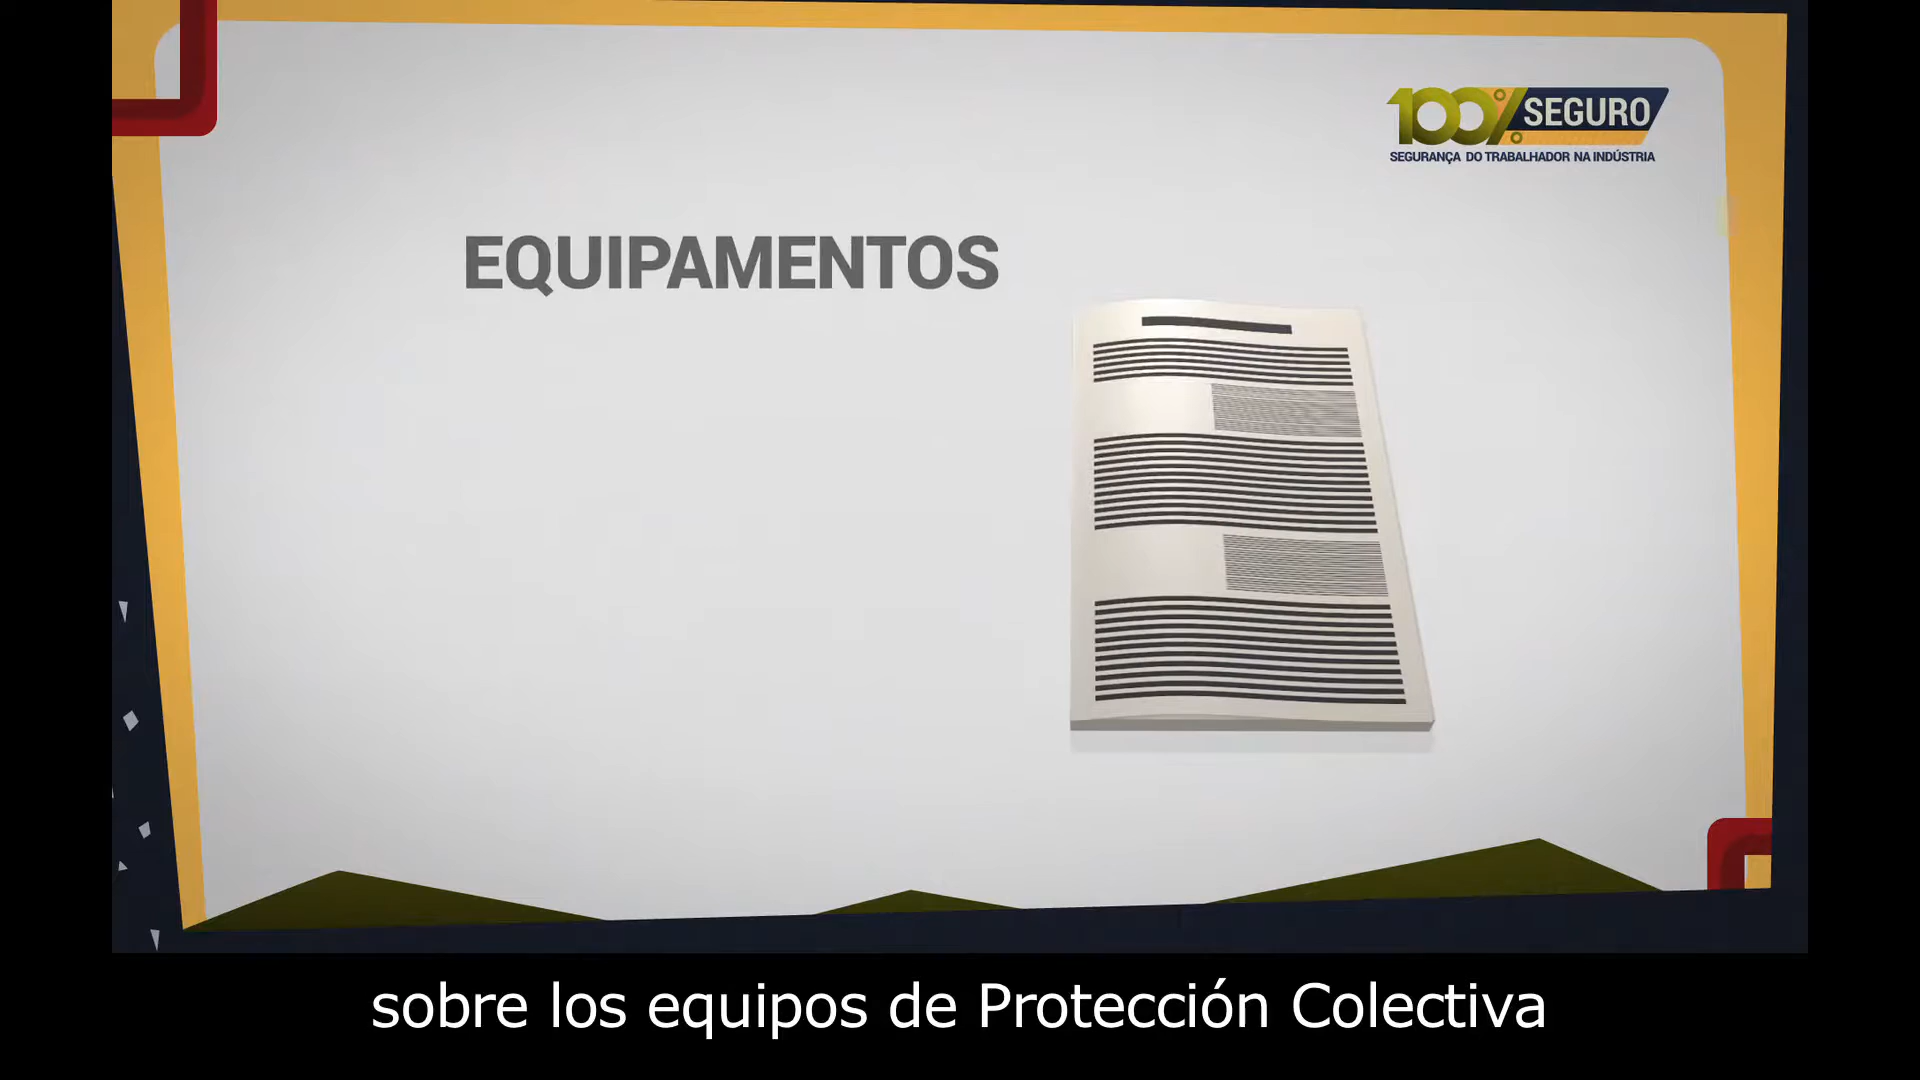 100% SEGURO
SEGURANÇA DO TRABALHADOR NA INDÚSTRIA
EQUIPAMENTOS
sobre los equipos de Protección Colectiva